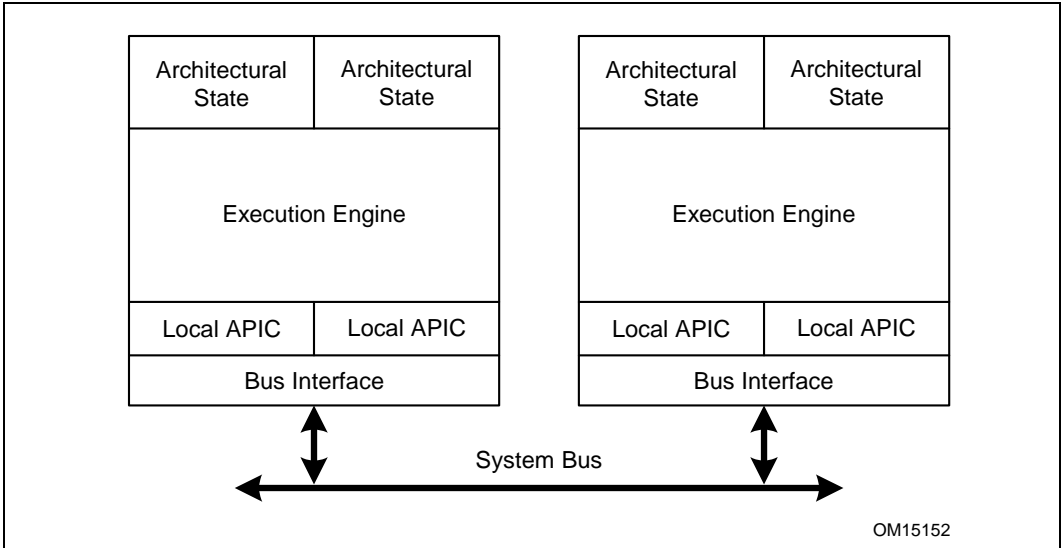 Architectural
State
Architectural
State
Architectural
State
Architectural
State
Execution Engine
Execution Engine
Local APIC
Local APIC
Local APIC
Local APIC
Bus Interface
Bus Interface
System Bus
OM15152